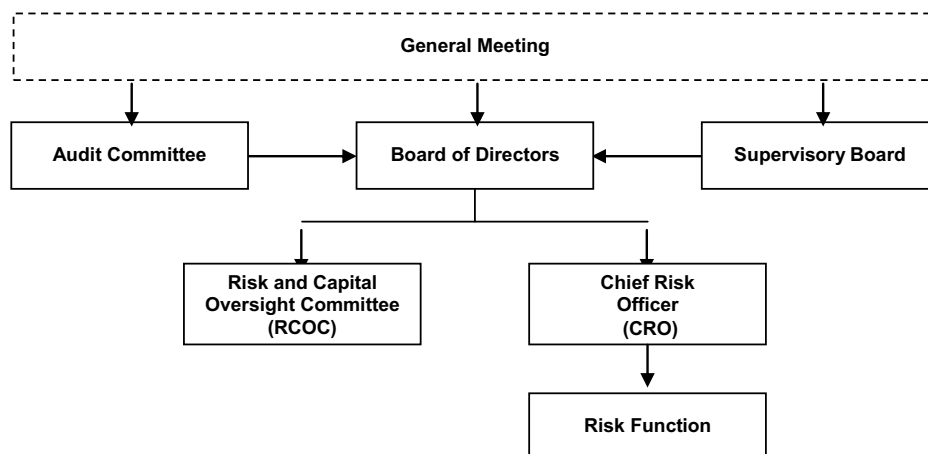 General Meeting
Audit Committee
Board of Directors
Supervisory Board
Risk and Capital
Oversight Committee
(RCOC)
Chief Risk
Officer
(CRO)
Risk Function